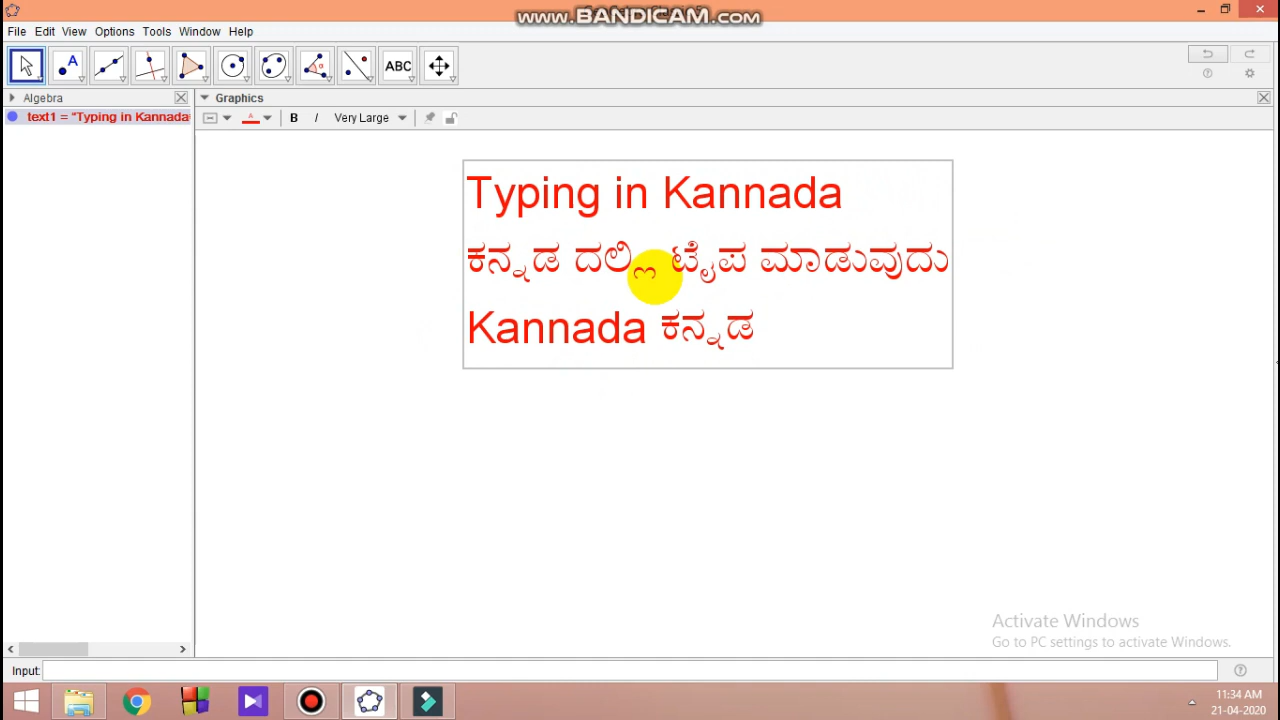 www.BANDICAM.com
File Edit View Options Tools Window Help
ABC
Algebra
Graphics
text1 = "Typing in Kannada
B I Very Large
Typing in Kannada
ಕನ್ನಡ ದಲ್ಲಿ ಟೈಪ ಮಾಡುವುದು
Kannada ಕನ್ನಡ
Activate Windows
Go to PC settings to activate Windows.
Input:
11:34 AM
21-04-2020